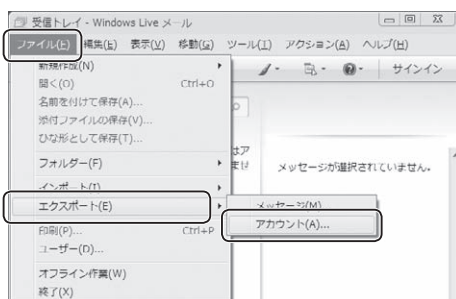 受信トレイ - Windows Live メール
ファイル(F) 編集(E) 表示(V) 移動(G) ツール(T) アクション(A) ヘルプ(H)
新規作成(N)
サインイン
開く(O) Ctrl+O
名前を付けて保存(A)...
添付ファイルの保存(V)...
ひな形として保存(T)...
フォルダー(F)
メッセージが選択されていません。
インポート(I)
エクスポート(E)
メッセージ(M)...
アカウント(A)...
印刷(P)... Ctrl+P
ユーザー(D)...
オフライン作業(W)
終了(X)